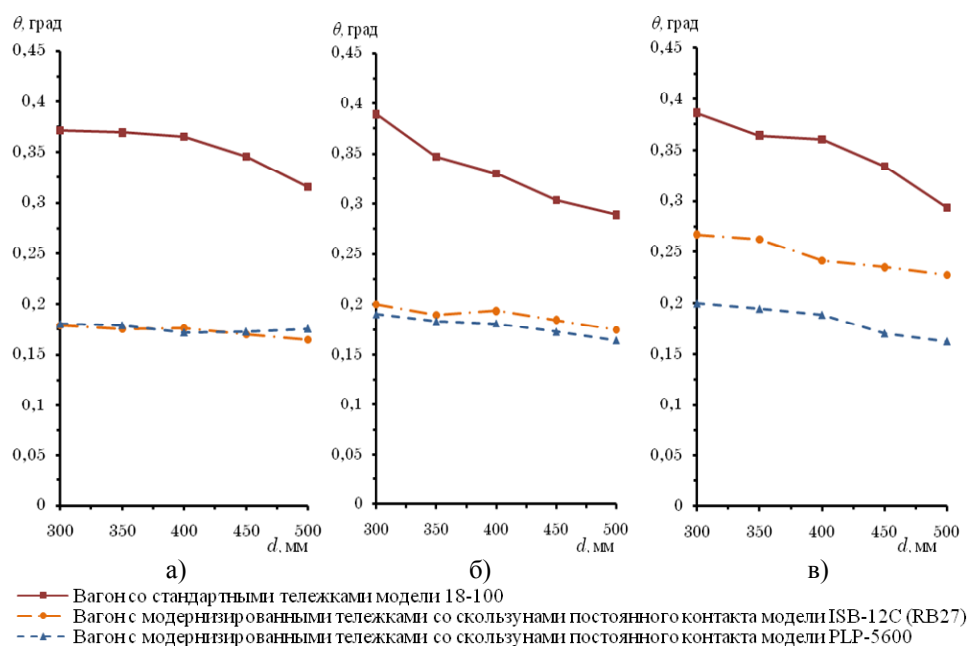 θ, град
0,45
0,4
0,35
0,3
0,25
0,2
0,15
0,1
0,05
0
300 350 400 450 500
d, мм
а)
θ, град
0,45
0,4
0,35
0,3
0,25
0,2
0,15
0,1
0,05
0
300 350 400 450 500
d, мм
б)
θ, град
0,45
0,4
0,35
0,3
0,25
0,2
0,15
0,1
0,05
0
300 350 400 450 500
d, мм
в)
Вагон со стандартными тележками модели 18-100
Вагон с модернизированными тележками со скользунами постоянного контакта модели ISB-12C (RB27)
Вагон с модернизированными тележками со скользунами постоянного контакта модели PLP-5600